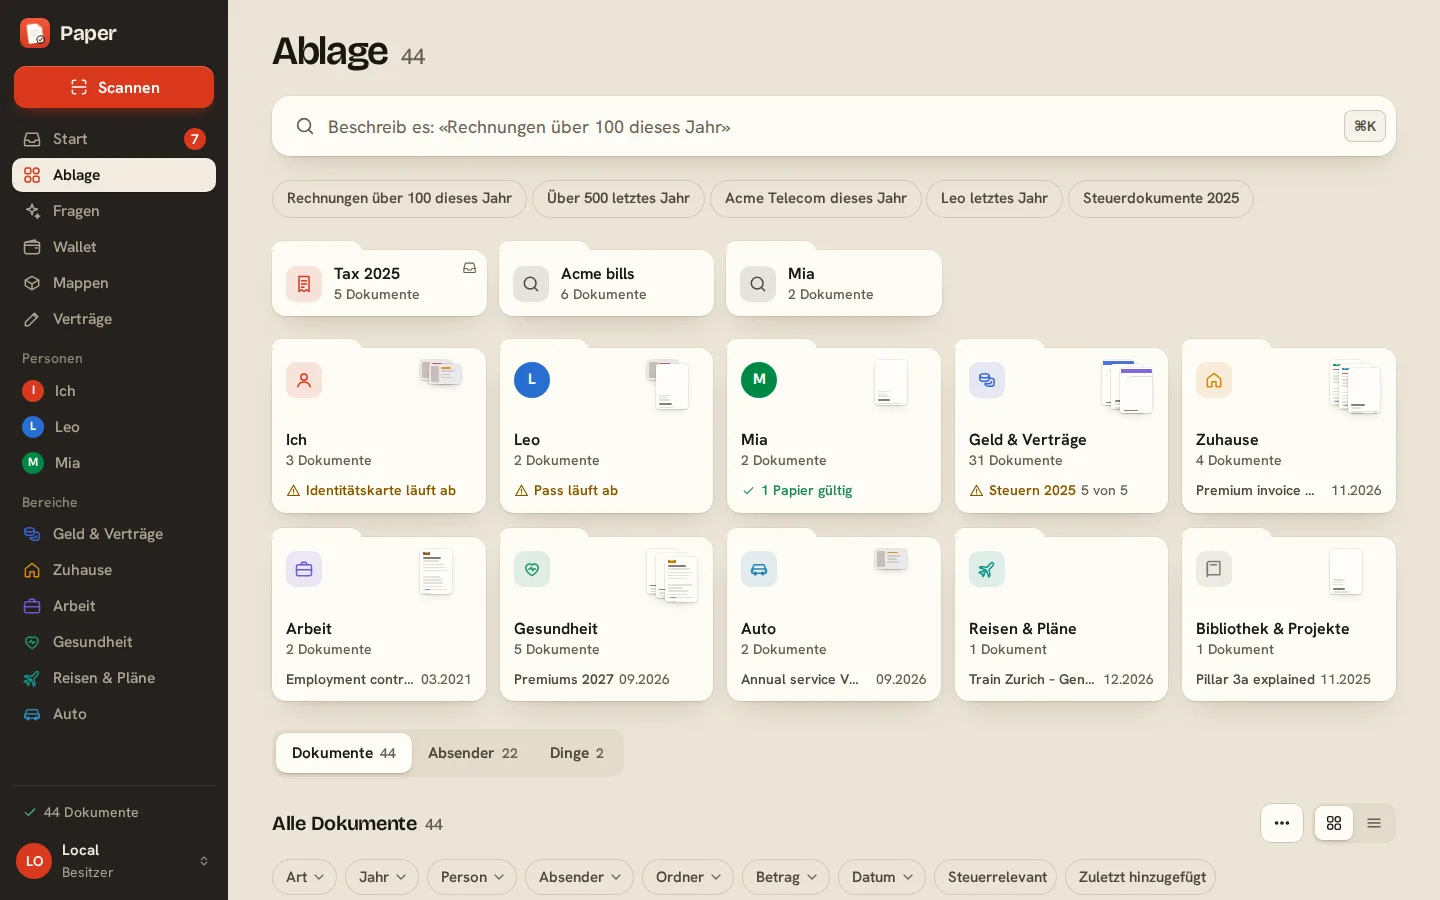 Paper
Scannen
Start 7
Ablage
Fragen
Wallet
Mappen
Verträge
Personen
I Ich
L Leo
M Mia
Bereiche
Geld & Verträge
Zuhause
Arbeit
Gesundheit
Reisen & Pläne
Auto
44 Dokumente
LO Local
Besitzer
Ablage 44
Beschreib es: «Rechnungen über 100 dieses Jahr» ⌘K
Rechnungen über 100 dieses Jahr Über 500 letztes Jahr Acme Telecom dieses Jahr Leo letztes Jahr Steuerdokumente 2025
Tax 2025
5 Dokumente
Acme bills
6 Dokumente
Mia
2 Dokumente
Ich
3 Dokumente
Identitätskarte läuft ab
L
Leo
2 Dokumente
Pass läuft ab
M
Mia
2 Dokumente
1 Papier gültig
Geld & Verträge
31 Dokumente
Steuern 2025 5 von 5
Zuhause
4 Dokumente
Premium invoice ... 11.2026
Arbeit
2 Dokumente
Employment contr... 03.2021
Gesundheit
5 Dokumente
Premiums 2027 09.2026
Auto
2 Dokumente
Annual service V... 09.2026
Reisen & Pläne
1 Dokument
Train Zurich – Gen... 12.2026
Bibliothek & Projekte
1 Dokument
Pillar 3a explained 11.2025
Dokumente 44 Absender 22 Dinge 2
Alle Dokumente 44
Art Jahr Person Absender Ordner Betrag Datum Steuerrelevant Zuletzt hinzugefügt